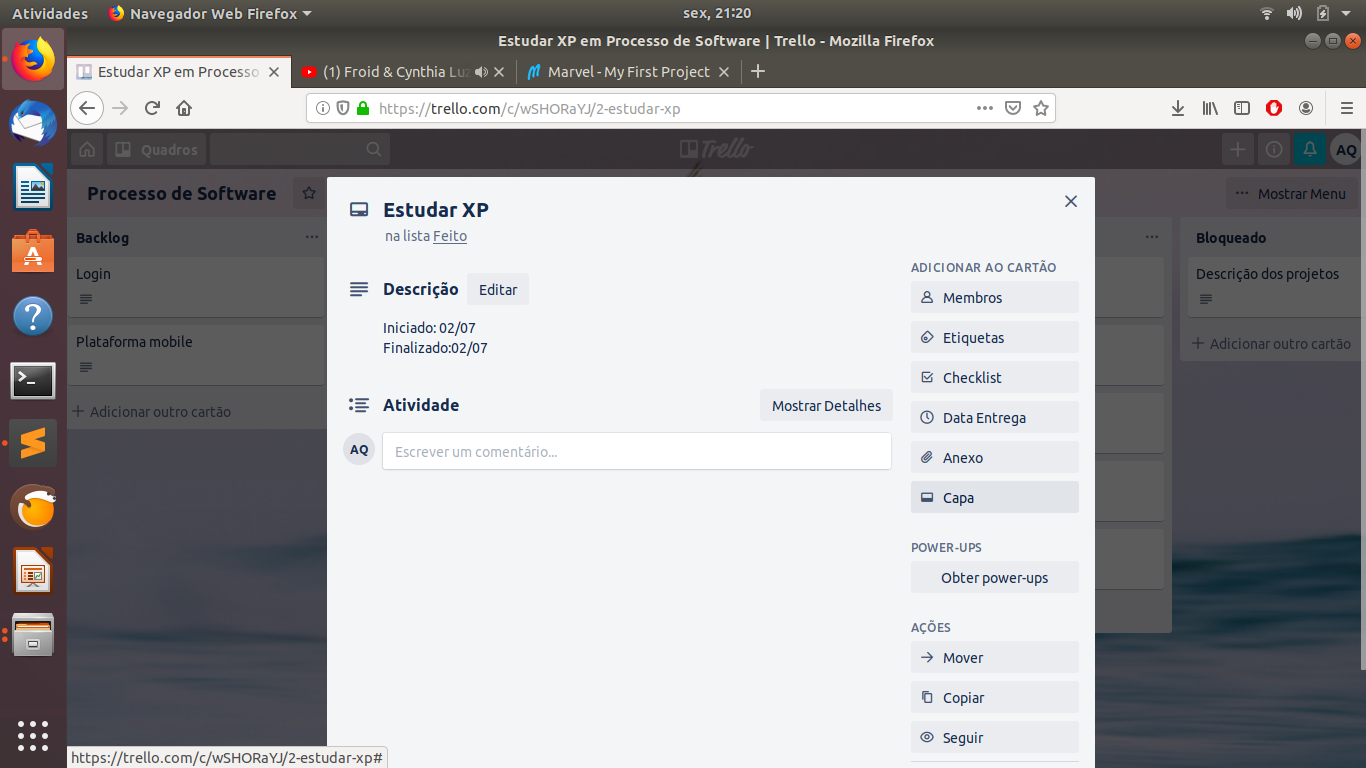 Atividades
Navegador Web Firefox
sex, 21:20
Estudar XP em Processo de Software | Trello - Mozilla Firefox
Estudar XP em Processo
(1) Froid & Cynthia Luz
Marvel - My First Project
https://trello.com/c/wSHORaYJ/2-estudar-xp
Quadros
Trello
AQ
Processo de Software
Mostrar Menu
Backlog
Login
Plataforma mobile
Adicionar outro cartão
Estudar XP
na lista Feito
Descrição
Editar
Iniciado: 02/07
Finalizado:02/07
Atividade
Mostrar Detalhes
AQ
Escrever um comentário...
ADICIONAR AO CARTÃO
Membros
Etiquetas
Checklist
Data Entrega
Anexo
Capa
POWER-UPS
Obter power-ups
AÇÕES
Mover
Copiar
Seguir
Bloqueado
Descrição dos projetos
Adicionar outro cartão
https://trello.com/c/wSHORaYJ/2-estudar-xp#